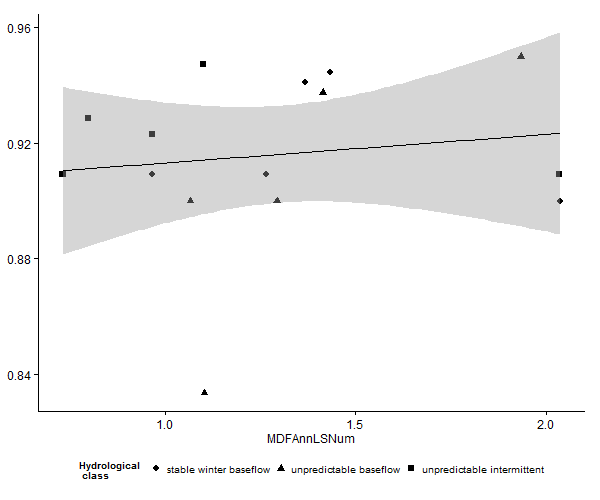 0.96
0.92
0.88
0.84
1.0 1.5 2.0
MDFAnnLSNum
Hydrological
class
stable winter baseflow unpredictable baseflow unpredictable intermittent